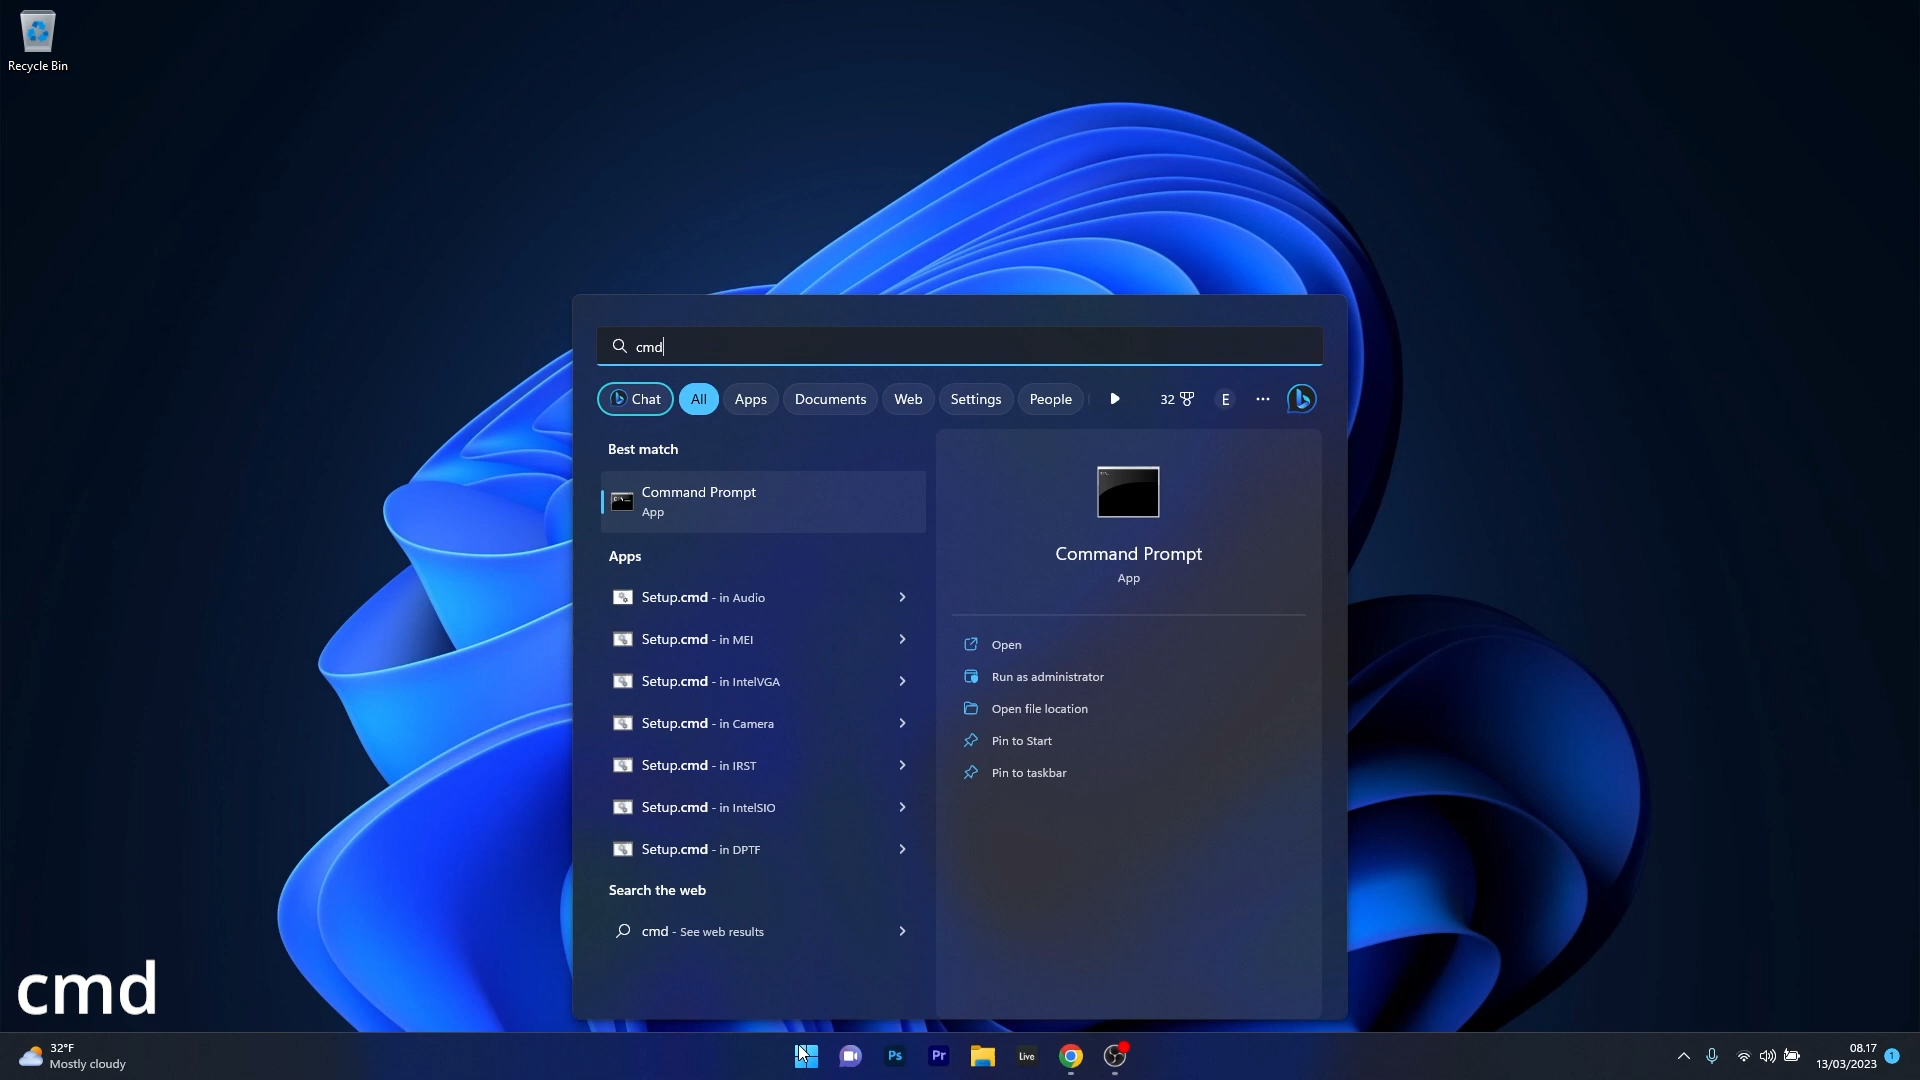 Recycle Bin
cmd
Chat
All
Apps
Documents
Web
Settings
People
32
E
Best match
Command Prompt
App
Apps
Setup.cmd - in Audio
Setup.cmd - in MEI
Setup.cmd - in IntelVGA
Setup.cmd - in Camera
Setup.cmd - in IRST
Setup.cmd - in IntelSIO
Setup.cmd - in DPTF
Search the web
cmd - See web results
Command Prompt
App
Open
Run as administrator
Open file location
Pin to Start
Pin to taskbar
cmd
32°F
Mostly cloudy
Ps
Pr
Live
08.17
13/03/2023
1